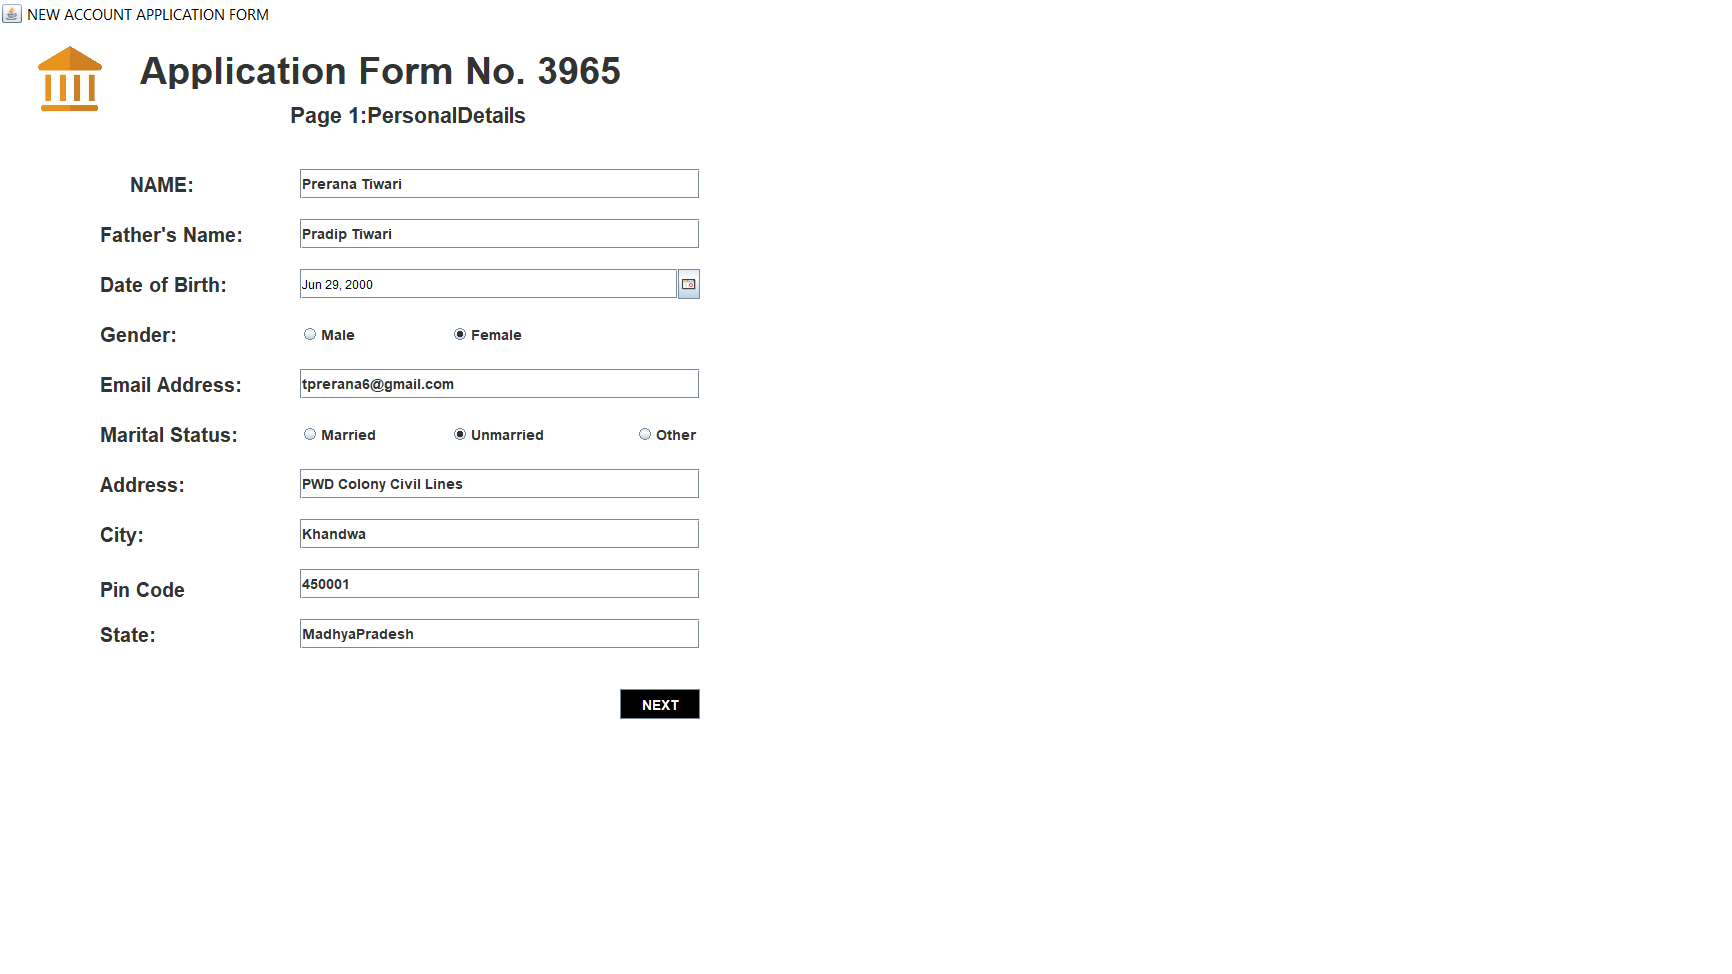 NEW ACCOUNT APPLICATION FORM
Application Form No. 3965
Page 1:PersonalDetails
NAME: Prerana Tiwari
Father's Name: Pradip Tiwari
Date of Birth: Jun 29, 2000
Gender: Male Female
Email Address: tprerana6@gmail.com
Marital Status: Married Unmarried Other
Address: PWD Colony Civil Lines
City: Khandwa
Pin Code 450001
State: MadhyaPradesh
NEXT